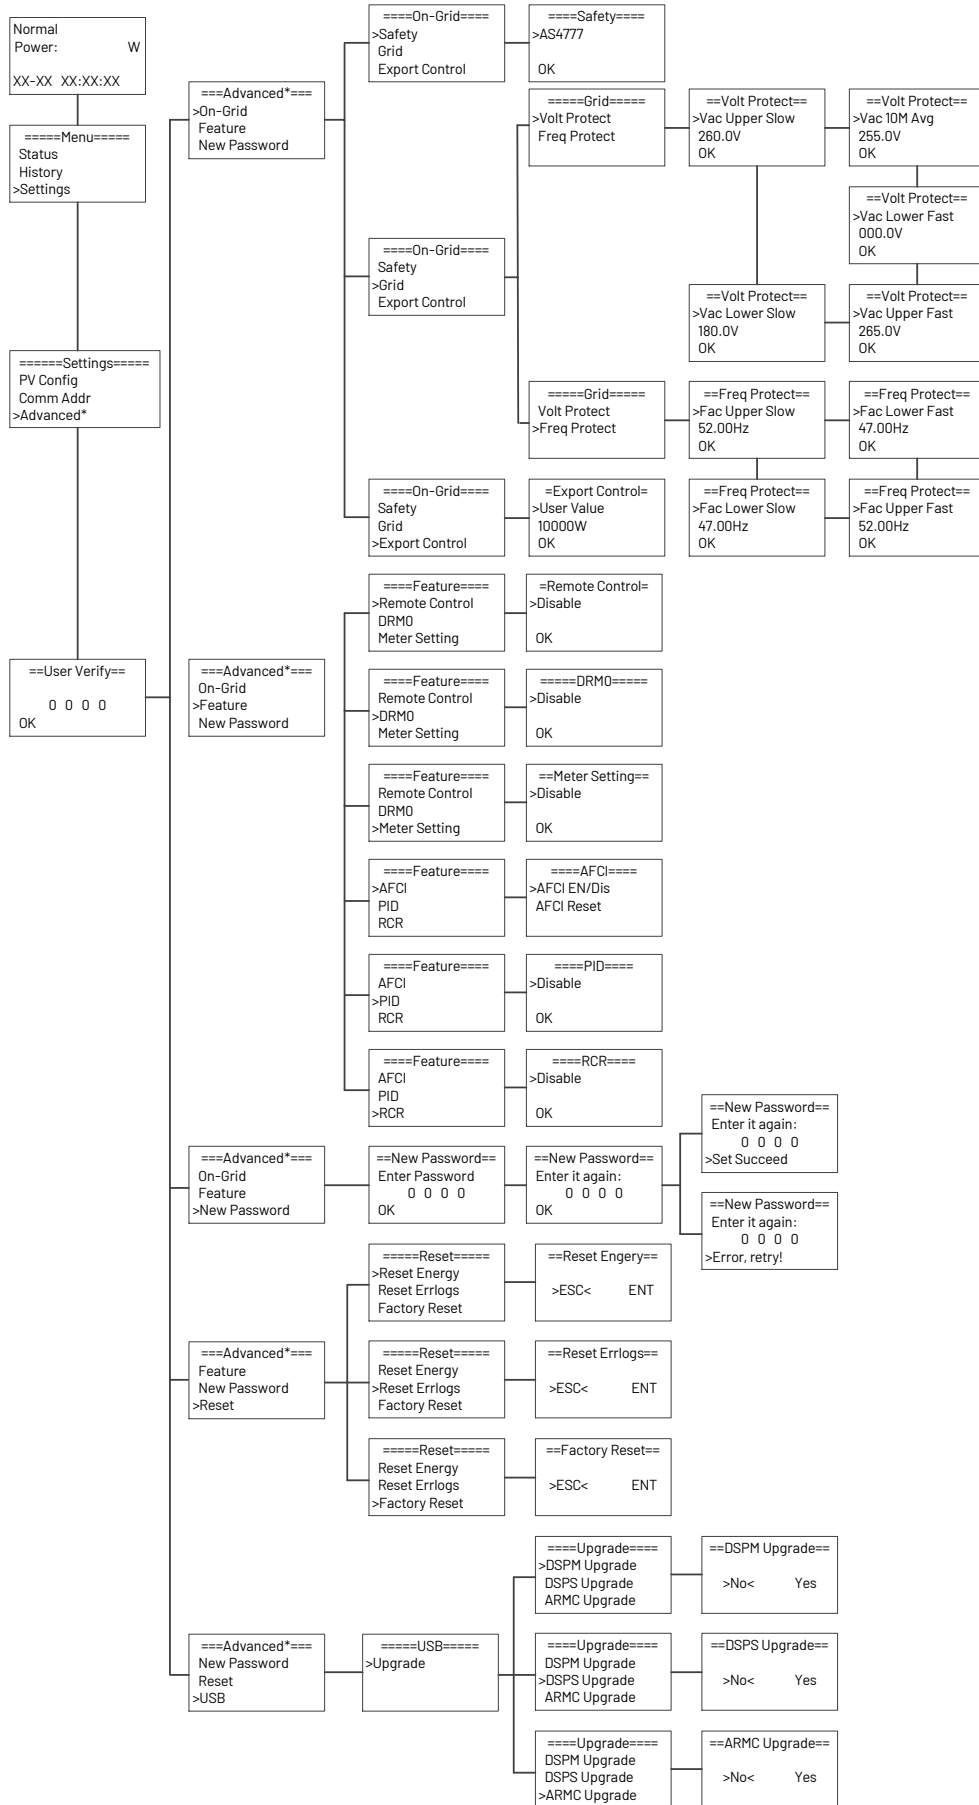 Normal
Power: W
XX-XX XX:XX:XX
=====Menu=====
Status
History
>Settings
======Settings=====
PV Config
Comm Addr
>Advanced*
==User Verify==
0 0 0 0
OK
===Advanced*===
>On-Grid
Feature
New Password
====On-Grid====
>Safety
Grid
Export Control
====Safety====
>AS4777
OK
====On-Grid====
Safety
>Grid
Export Control
=====Grid=====
>Volt Protect
Freq Protect
==Volt Protect==
>Vac Upper Slow
260.0V
OK
==Volt Protect==
>Vac 10M Avg
255.0V
OK
==Volt Protect==
>Vac Lower Fast
000.0V
OK
==Volt Protect==
>Vac Lower Slow
180.0V
OK
==Volt Protect==
>Vac Upper Fast
265.0V
OK
=====Grid=====
Volt Protect
>Freq Protect
==Freq Protect==
>Fac Upper Slow
52.00Hz
OK
==Freq Protect==
>Fac Lower Fast
47.00Hz
OK
==Freq Protect==
>Fac Lower Slow
47.00Hz
OK
==Freq Protect==
>Fac Upper Fast
52.00Hz
OK
====On-Grid====
Safety
Grid
>Export Control
=Export Control=
>User Value
10000W
OK
===Advanced*===
On-Grid
>Feature
New Password
====Feature====
>Remote Control
DRM0
Meter Setting
=Remote Control=
>Disable
OK
====Feature====
Remote Control
>DRM0
Meter Setting
=====DRM0=====
>Disable
OK
====Feature====
Remote Control
DRM0
>Meter Setting
==Meter Setting==
>Disable
OK
====Feature====
>AFCI
PID
RCR
====AFCI====
>AFCI EN/Dis
AFCI Reset
====Feature====
AFCI
>PID
RCR
====PID====
>Disable
OK
====Feature====
AFCI
PID
>RCR
====RCR====
>Disable
OK
===Advanced*===
On-Grid
Feature
>New Password
==New Password==
Enter Password
0 0 0 0
OK
==New Password==
Enter it again:
0 0 0 0
OK
==New Password==
Enter it again:
0 0 0 0
>Set Succeed
==New Password==
Enter it again:
0 0 0 0
>Error, retry!
===Advanced*===
Feature
New Password
>Reset
=====Reset=====
>Reset Energy
Reset Errlogs
Factory Reset
==Reset Engery==
>ESC< ENT
=====Reset=====
Reset Energy
>Reset Errlogs
Factory Reset
==Reset Errlogs==
>ESC< ENT
=====Reset=====
Reset Energy
Reset Errlogs
>Factory Reset
==Factory Reset==
>ESC< ENT
===Advanced*===
New Password
Reset
>USB
=====USB=====
>Upgrade
====Upgrade====
>DSPM Upgrade
DSPS Upgrade
ARMC Upgrade
==DSPM Upgrade==
>No< Yes
====Upgrade====
DSPM Upgrade
>DSPS Upgrade
ARMC Upgrade
==DSPS Upgrade==
>No< Yes
====Upgrade====
DSPM Upgrade
DSPS Upgrade
>ARMC Upgrade
==ARMC Upgrade==
>No< Yes